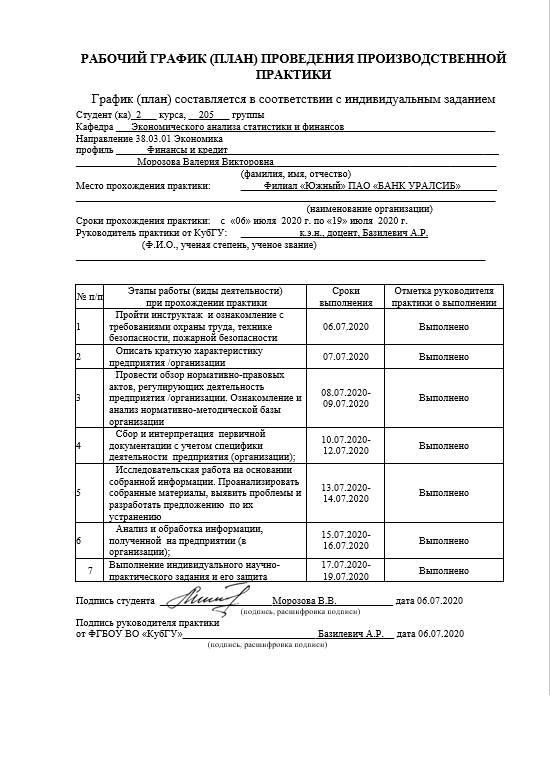 РАБОЧИЙ ГРАФИК (ПЛАН) ПРОВЕДЕНИЯ ПРОИЗВОДСТВЕННОЙ
ПРАКТИКИ
График (план) составляется в соответствии с индивидуальным заданием
Студент (ка) 2 курса, 205 группы
Кафедра Экономического анализа статистики и финансов
Направление 38.03.01 Экономика
профиль Финансы и кредит
Морозова Валерия Викторовна
(фамилия, имя, отчество)
Место прохождения практики: Филиал «Южный» ПАО «БАНК УРАЛСИБ»
(наименование организации)
Сроки прохождения практики: с «06» июля 2020 г. по «19» июля 2020 г.
Руководитель практики от КубГУ: к.э.н., доцент, Базилевич А.Р.
(Ф.И.О., ученая степень, ученое звание)
№ п/п
Этапы работы (виды деятельности)
при прохождении практики
Сроки
выполнения
Отметка руководителя
практики о выполнении
1
Пройти инструктаж и ознакомление с
требованиями охраны труда, технике
безопасности, пожарной безопасности
06.07.2020
Выполнено
2
Описать краткую характеристику
предприятия /организации
07.07.2020
Выполнено
3
Провести обзор нормативно-правовых
актов, регулирующих деятельность
предприятия /организации. Ознакомление и
анализ нормативно-методической базы
организации
08.07.2020-
09.07.2020
Выполнено
4
Сбор и интерпретация первичной
документации с учетом специфики
деятельности предприятия (организации);
10.07.2020-
12.07.2020
Выполнено
5
Исследовательская работа на основании
собранной информации. Проанализировать
собранные материалы, выявить проблемы и
разработать предложению по их
устранению
13.07.2020-
14.07.2020
Выполнено
6
Анализ и обработка информации,
полученной на предприятии (в
организации);
15.07.2020-
16.07.2020
Выполнено
7
Выполнение индивидуального научно-
практического задания и его защита
17.07.2020-
19.07.2020
Выполнено
Подпись студента Морозова В.В. дата 06.07.2020
(подпись, расшифровка подписи)
Подпись руководителя практики
от ФГБОУ ВО «КубГУ» Базилевич А.Р. дата 06.07.2020
(подпись, расшифровка подписи)